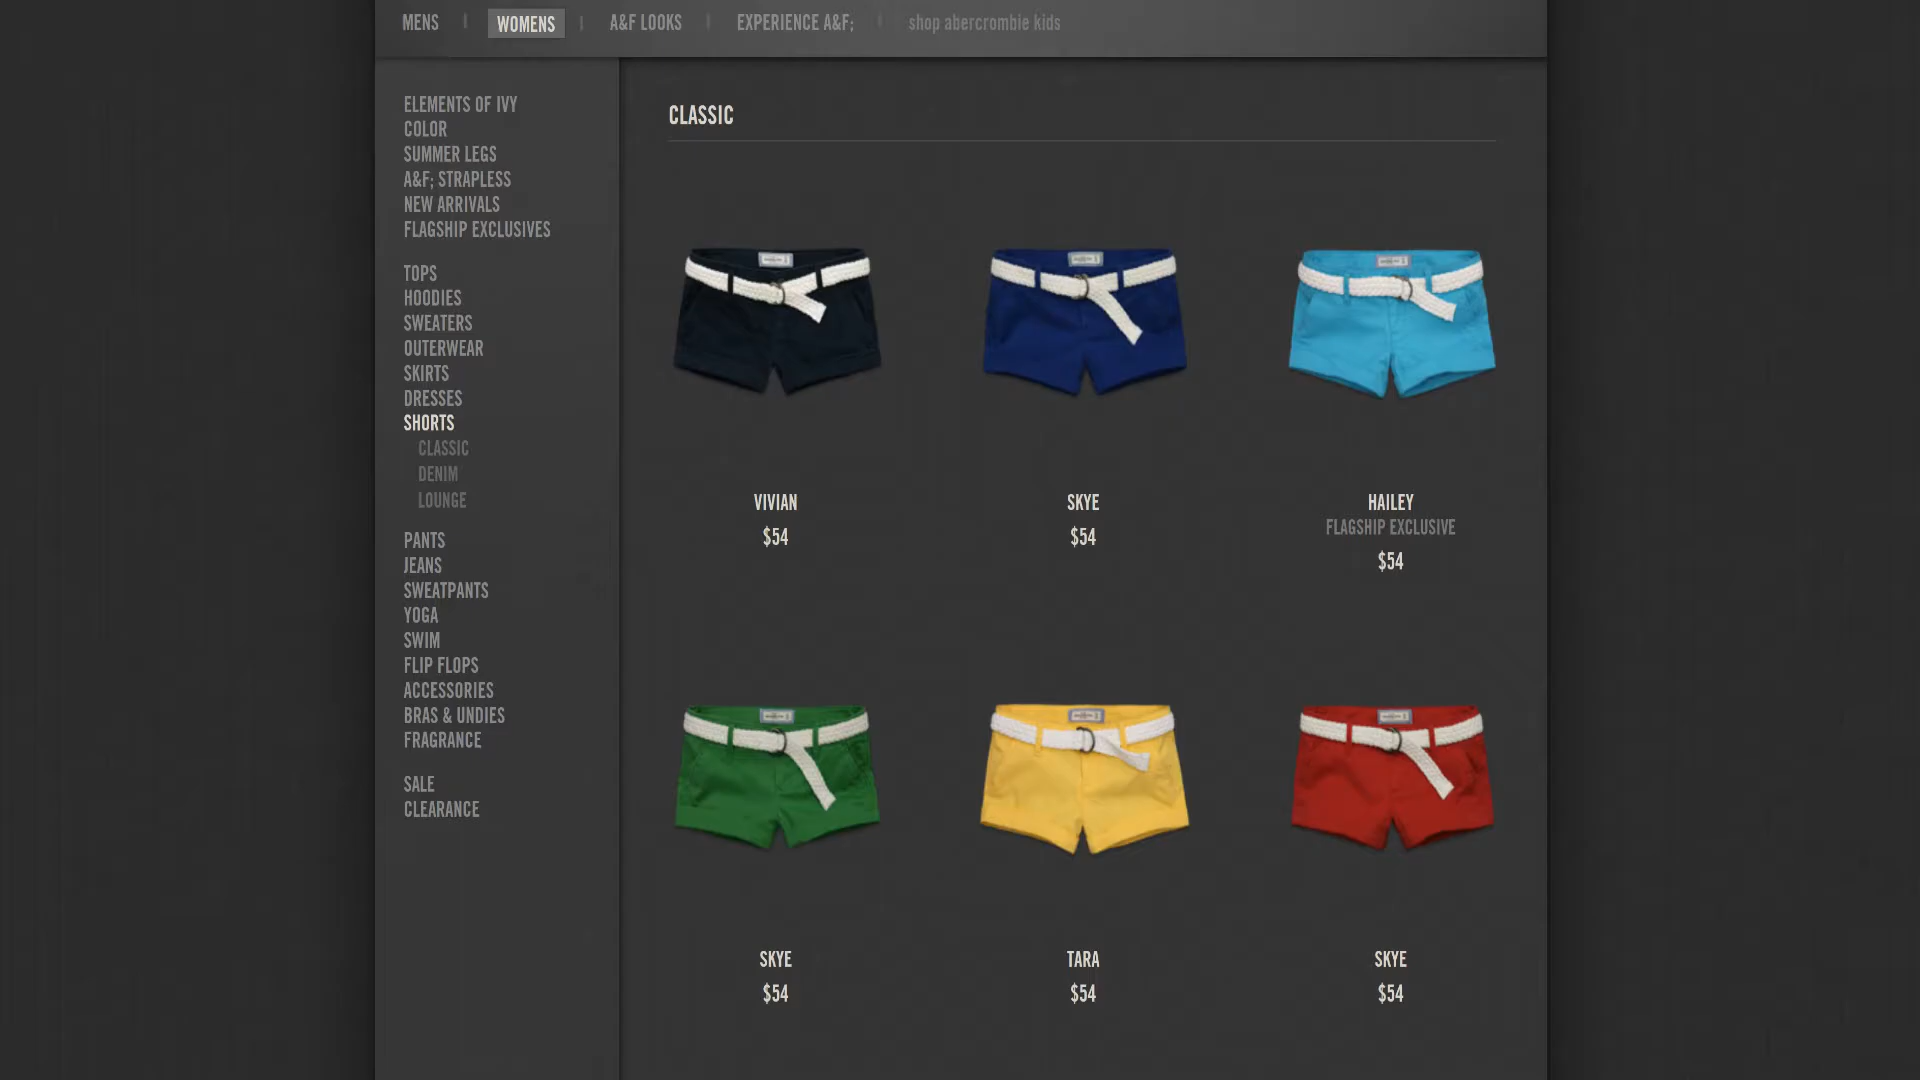 MENS
WOMENS
A&F LOOKS
EXPERIENCE A&F;
shop abercrombie kids
ELEMENTS OF IVY
COLOR
SUMMER LEGS
A&F; STRAPLESS
NEW ARRIVALS
FLAGSHIP EXCLUSIVES
TOPS
HOODIES
SWEATERS
OUTERWEAR
SKIRTS
DRESSES
SHORTS
CLASSIC
DENIM
LOUNGE
PANTS
JEANS
SWEATPANTS
YOGA
SWIM
FLIP FLOPS
ACCESSORIES
BRAS & UNDIES
FRAGRANCE
SALE
CLEARANCE
CLASSIC
VIVIAN
$54
SKYE
$54
HAILEY
FLAGSHIP EXCLUSIVE
$54
SKYE
$54
TARA
$54
SKYE
$54